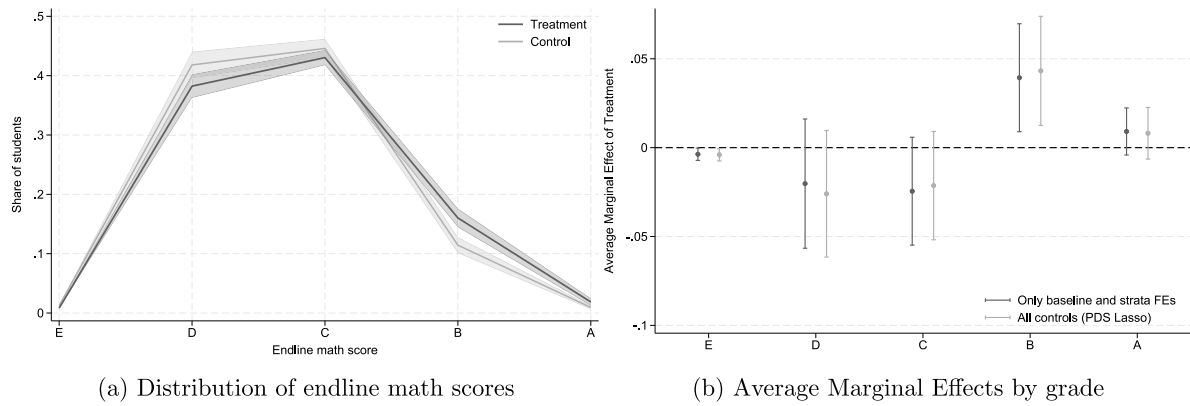 .5
.4
.3
.2
.1
0
Share of students
E
D
C
B
A
Endline math score
Treatment
Control
(a) Distribution of endline math scores
.05
0
-.05
-.1
Average Marginal Effect of Treatment
E
D
C
B
A
Only baseline and strata FEs
All controls (PDS Lasso)
(b) Average Marginal Effects by grade